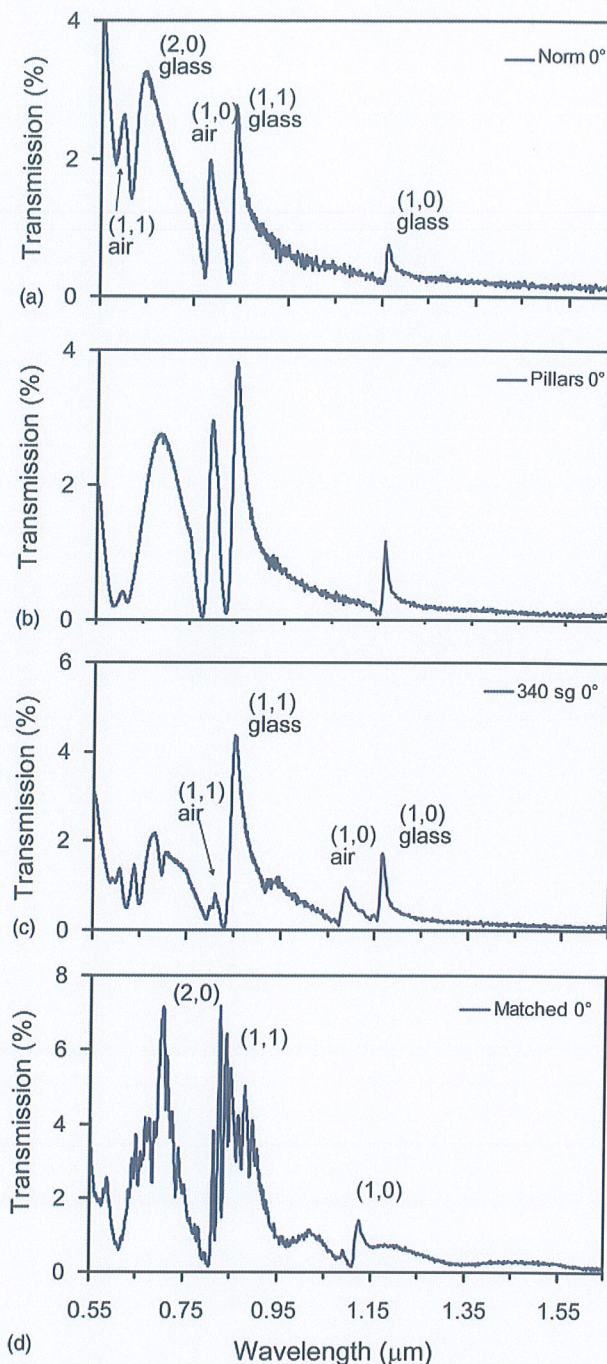 4
(2,0)
glass
Norm 0°
(1,0)
air
(1,1)
glass
2
(1,1)
air
(1,0)
glass
0
Transmission (%)
(a)
4
Pillars 0°
2
0
Transmission (%)
(b)
6
340 sg 0°
(1,1)
glass
4
(1,1)
air
(1,0)
air
(1,0)
glass
2
0
Transmission (%)
(c)
8
(2,0)
Matched 0°
(1,1)
6
4
(1,0)
2
0
Transmission (%)
0.55 0.75 0.95 1.15 1.35 1.55
(d)
Wavelength (μm)